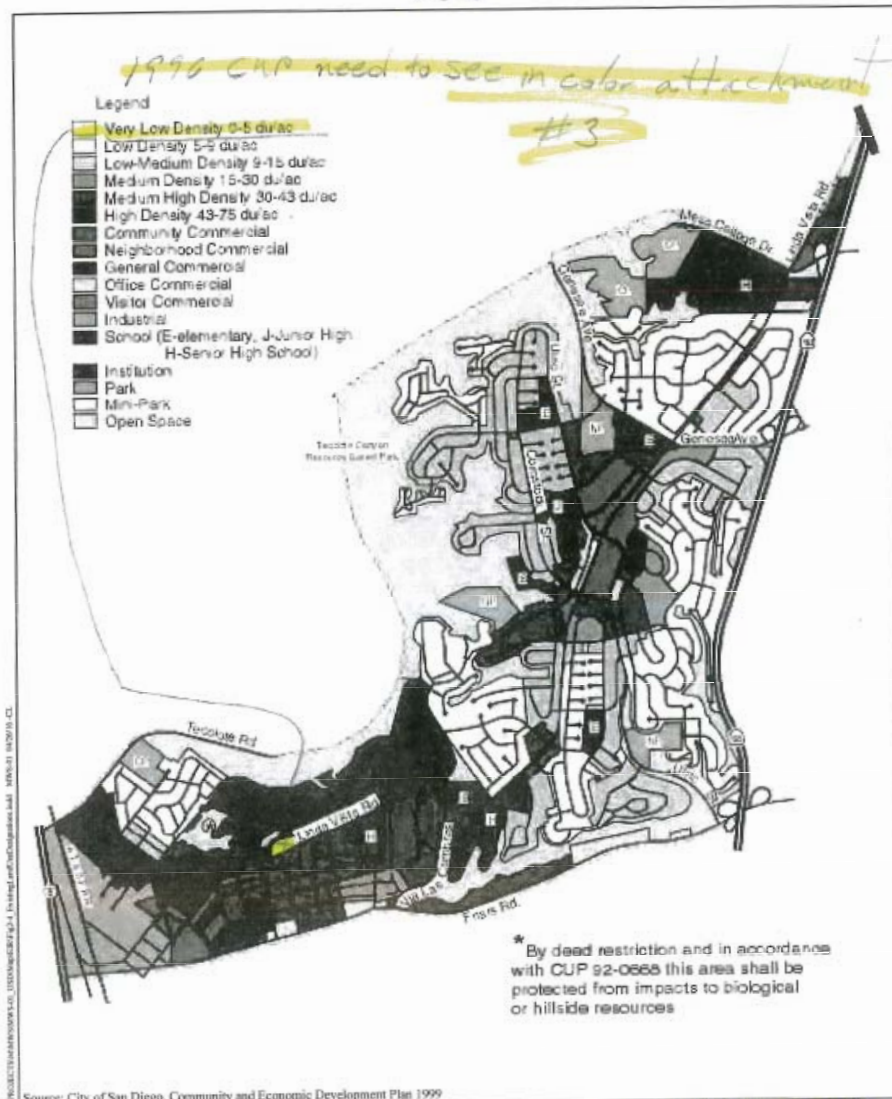 1996 CUP need to see in color attachment
#3
Legend
Very Low Density 0-5 du/ac
Low Density 5-9 du/ac
Low-Medium Density 9-15 du/ac
Medium Density 15-30 du/ac
Medium High Density 30-43 du/ac
High Density 43-75 du/ac
Community Commercial
Neighborhood Commercial
General Commercial
Office Commercial
Visitor Commercial
Industrial
School (E-elementary, J-Junior High
H-Senior High School)
Institution
Park
Mini-Park
Open Space
Mesa College Dr.
Linda Vista Rd
Genesee Ave
Genesee Ave
Tecolote Canyon
Resource Based Park
Comstock
St
Tecolote Rd
Linda Vista Rd
Via Las Cumbres
Friars Rd.
*By deed restriction and in accordance
with CUP 92-0668 this area shall be
protected from impacts to biological
or hillside resources
Source: City of San Diego, Community and Economic Development Plan 1999